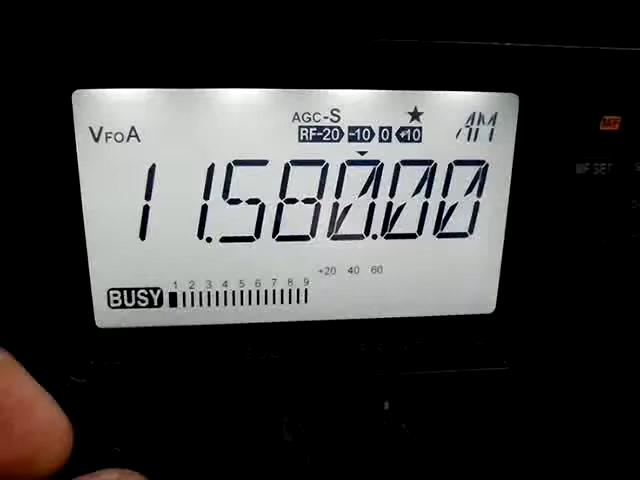 AGC-S ★
VFOA RF-20 -10 0 +10 AM
11.580.00
+20 40 60
1 2 3 4 5 6 7 8 9
BUSY
M/F
M/F SET